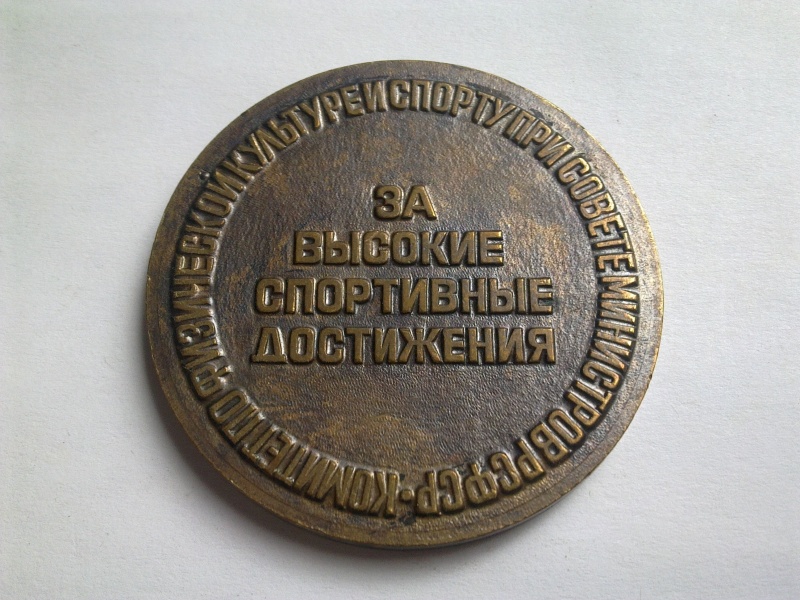 ЗА
ВЫСОКИЕ
СПОРТИВНЫЕ
ДОСТИЖЕНИЯ
КОМИТЕТ ПО ФИЗИЧЕСКОЙ КУЛЬТУРЕ И СПОРТУ ПРИ СОВЕТЕ МИНИСТРОВ РСФСР •